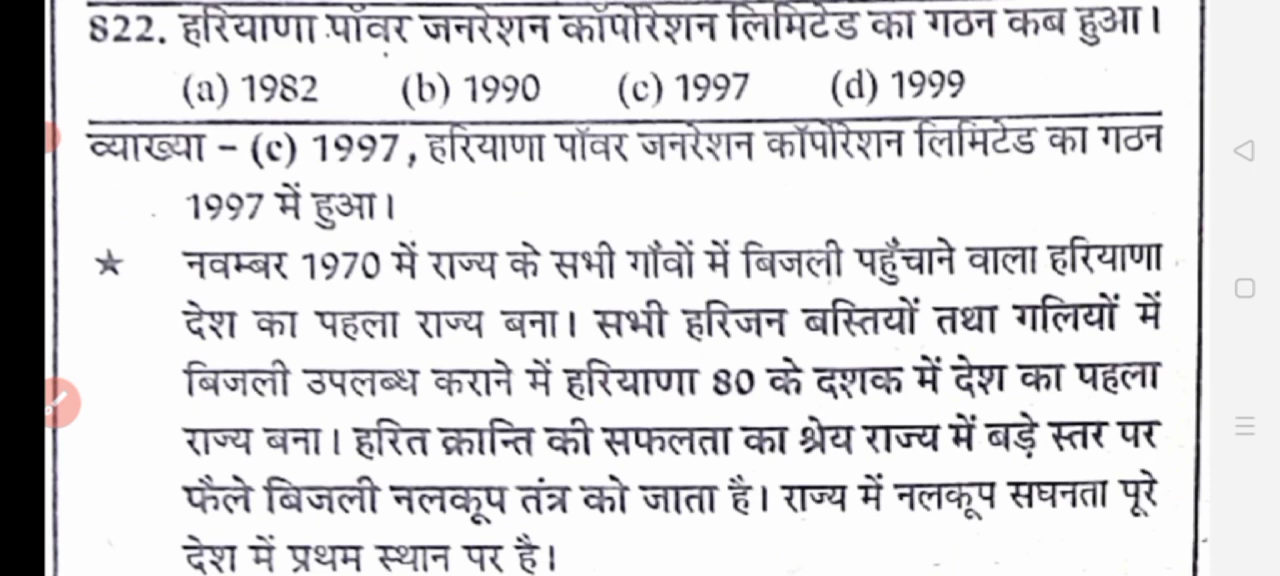 822. हरियाणा पॉवर जनरेशन कॉर्पोरेशन लिमिटेड का गठन कब हुआ।
(a) 1982 (b) 1990 (c) 1997 (d) 1999
व्याख्या – (c) 1997, हरियाणा पॉवर जनरेशन कॉर्पोरेशन लिमिटेड का गठन
1997 में हुआ।
★ नवम्बर 1970 में राज्य के सभी गाँवों में बिजली पहुँचाने वाला हरियाणा
देश का पहला राज्य बना। सभी हरिजन बस्तियों तथा गलियों में
बिजली उपलब्ध कराने में हरियाणा 80 के दशक में देश का पहला
राज्य बना। हरित क्रान्ति की सफलता का श्रेय राज्य में बड़े स्तर पर
फैले बिजली नलकूप तंत्र को जाता है। राज्य में नलकूप सघनता पूरे
देश में प्रथम स्थान पर है।